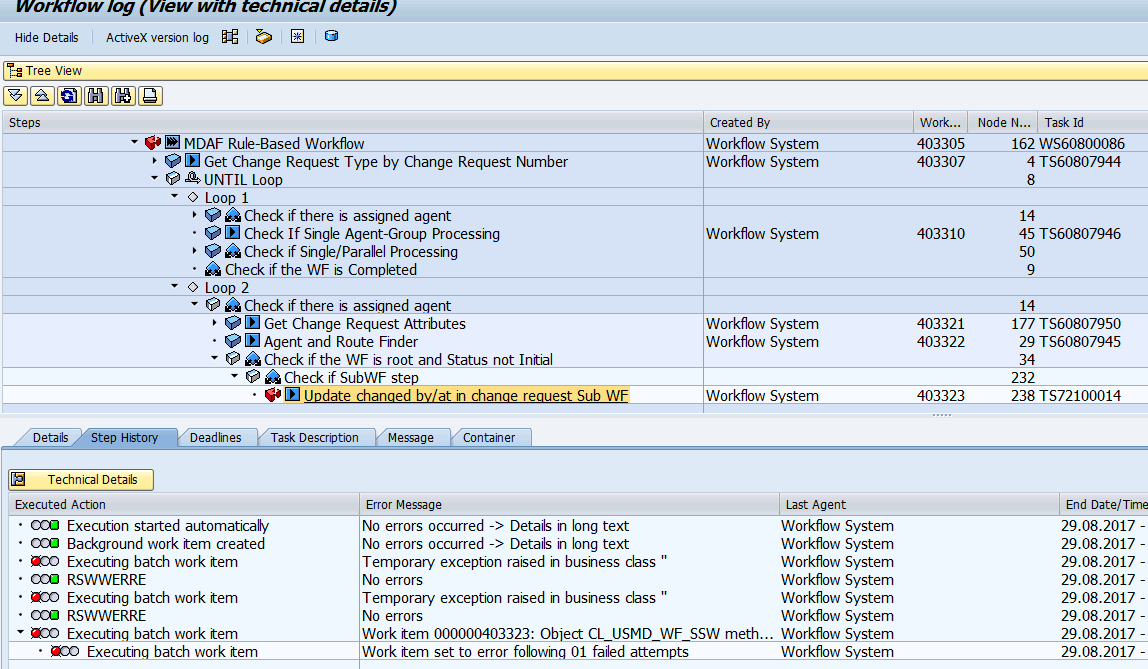 Workflow log (View with technical details)
Hide Details ActiveX version log
Tree View
Steps Created By Work... Node N... Task Id
MDAF Rule-Based Workflow Workflow System 403305 162 WS60800086
Get Change Request Type by Change Request Number Workflow System 403307 4 TS60807944
UNTIL Loop 8
Loop 1
Check if there is assigned agent 14
Check If Single Agent-Group Processing Workflow System 403310 45 TS60807946
Check if Single/Parallel Processing 50
Check if the WF is Completed 9
Loop 2
Check if there is assigned agent 14
Get Change Request Attributes Workflow System 403321 177 TS60807950
Agent and Route Finder Workflow System 403322 29 TS60807945
Check if the WF is root and Status not Initial 34
Check if SubWF step 232
Update changed by/at in change request Sub WF Workflow System 403323 238 TS72100014
Details Step History Deadlines Task Description Message Container
Technical Details
Executed Action Error Message Last Agent End Date/Time
Execution started automatically No errors occurred -> Details in long text Workflow System 29.08.2017 -
Background work item created No errors occurred -> Details in long text Workflow System 29.08.2017 -
Executing batch work item Temporary exception raised in business class '' Workflow System 29.08.2017 -
RSWWERRE No errors Workflow System 29.08.2017 -
Executing batch work item Temporary exception raised in business class '' Workflow System 29.08.2017 -
RSWWERRE No errors Workflow System 29.08.2017 -
Executing batch work item Work item 000000403323: Object CL_USMD_WF_SSW meth... Workflow System 29.08.2017 -
Executing batch work item Work item set to error following 01 failed attempts Workflow System 29.08.2017 -